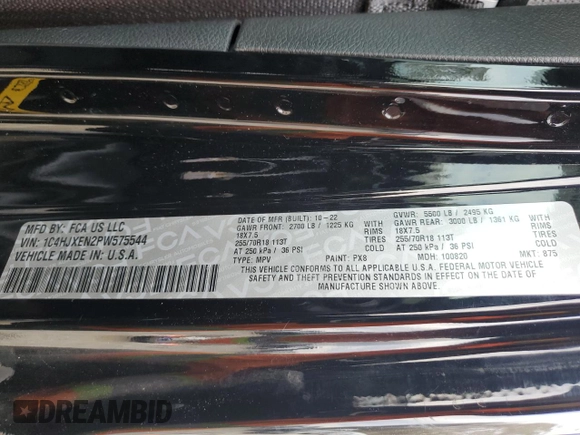 MFD BY: FCA US LLC
VIN: 1C4HJXEN2PW575544
VEHICLE MADE IN: U.S.A.
DATE OF MFR (BUILT): 10-22
GAWR FRONT: 2700 LB / 1225 KG
18X7.5 WITH RIMS
255/70R18 113T TIRES
AT 250 kPa / 36 PSI COLD
TYPE: MPV PAINT: PX8
GVWR: 5500 LB / 2495 KG
GAWR REAR: 3000 LB / 1361 KG
18X7.5 WITH RIMS
255/70R18 113T TIRES
AT 250 kPa / 36 PSI COLD
MDH: 100820 MKT: 875
THIS VEHICLE CONFORMS TO ALL APPLICABLE U.S.A. FEDERAL MOTOR VEHICLE
SAFETY AND THEFT PREVENTION STANDARDS IN EFFECT ON THE DATE OF
MANUFACTURE SHOWN ABOVE.
DREAMBID